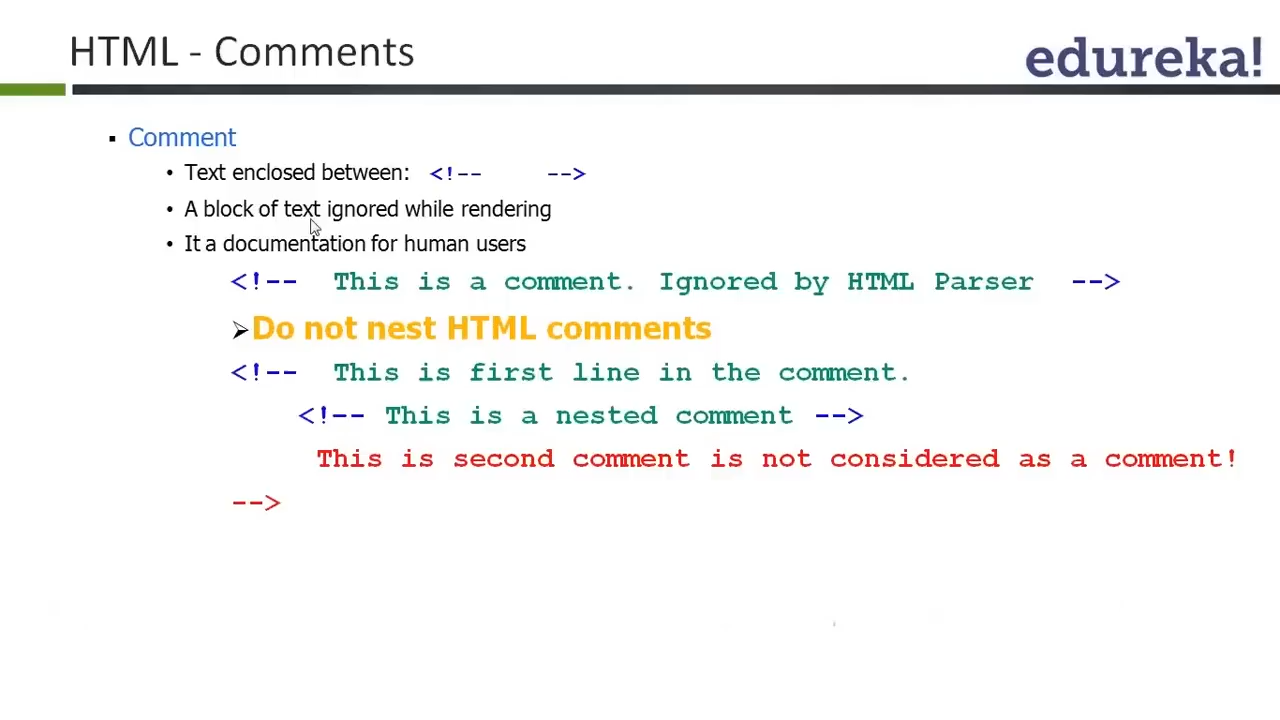 HTML - Comments
edureka!
▪ Comment
• Text enclosed between: <!-- -->
• A block of text ignored while rendering
• It a documentation for human users
<!-- This is a comment. Ignored by HTML Parser -->
➢Do not nest HTML comments
<!-- This is first line in the comment.
<!-- This is a nested comment -->
This is second comment is not considered as a comment!
-->